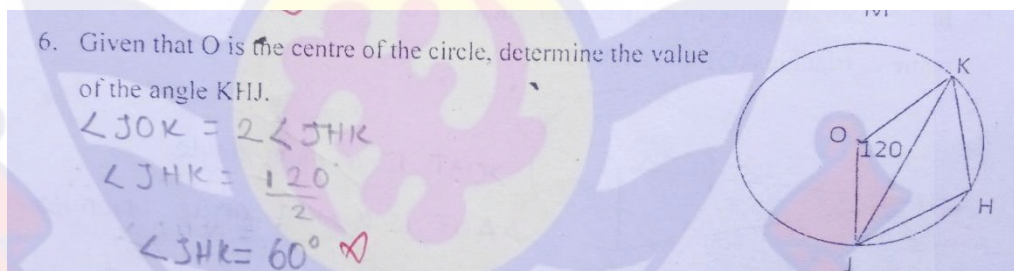 6. Given that O is the centre of the circle, determine the value
of the angle KHJ.
∠JOK = 2∠JHK
∠JHK = 120
2
∠JHK = 60°
K
O
120
H